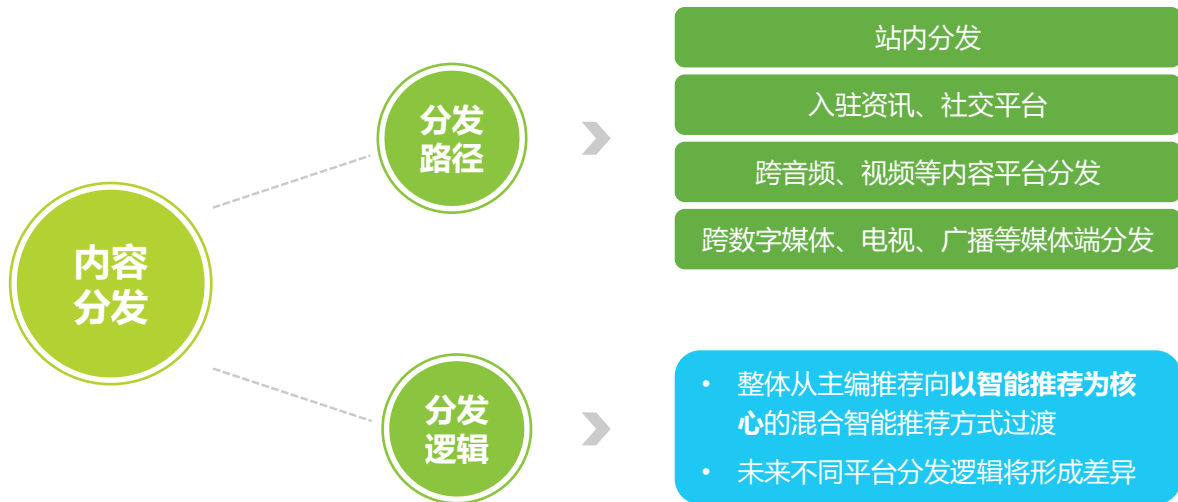 内容
分发
分发
路径
站内分发
入驻资讯、社交平台
跨音频、视频等内容平台分发
跨数字媒体、电视、广播等媒体端分发
分发
逻辑
• 整体从主编推荐向以智能推荐为核
心的混合智能推荐方式过渡
• 未来不同平台分发逻辑将形成差异